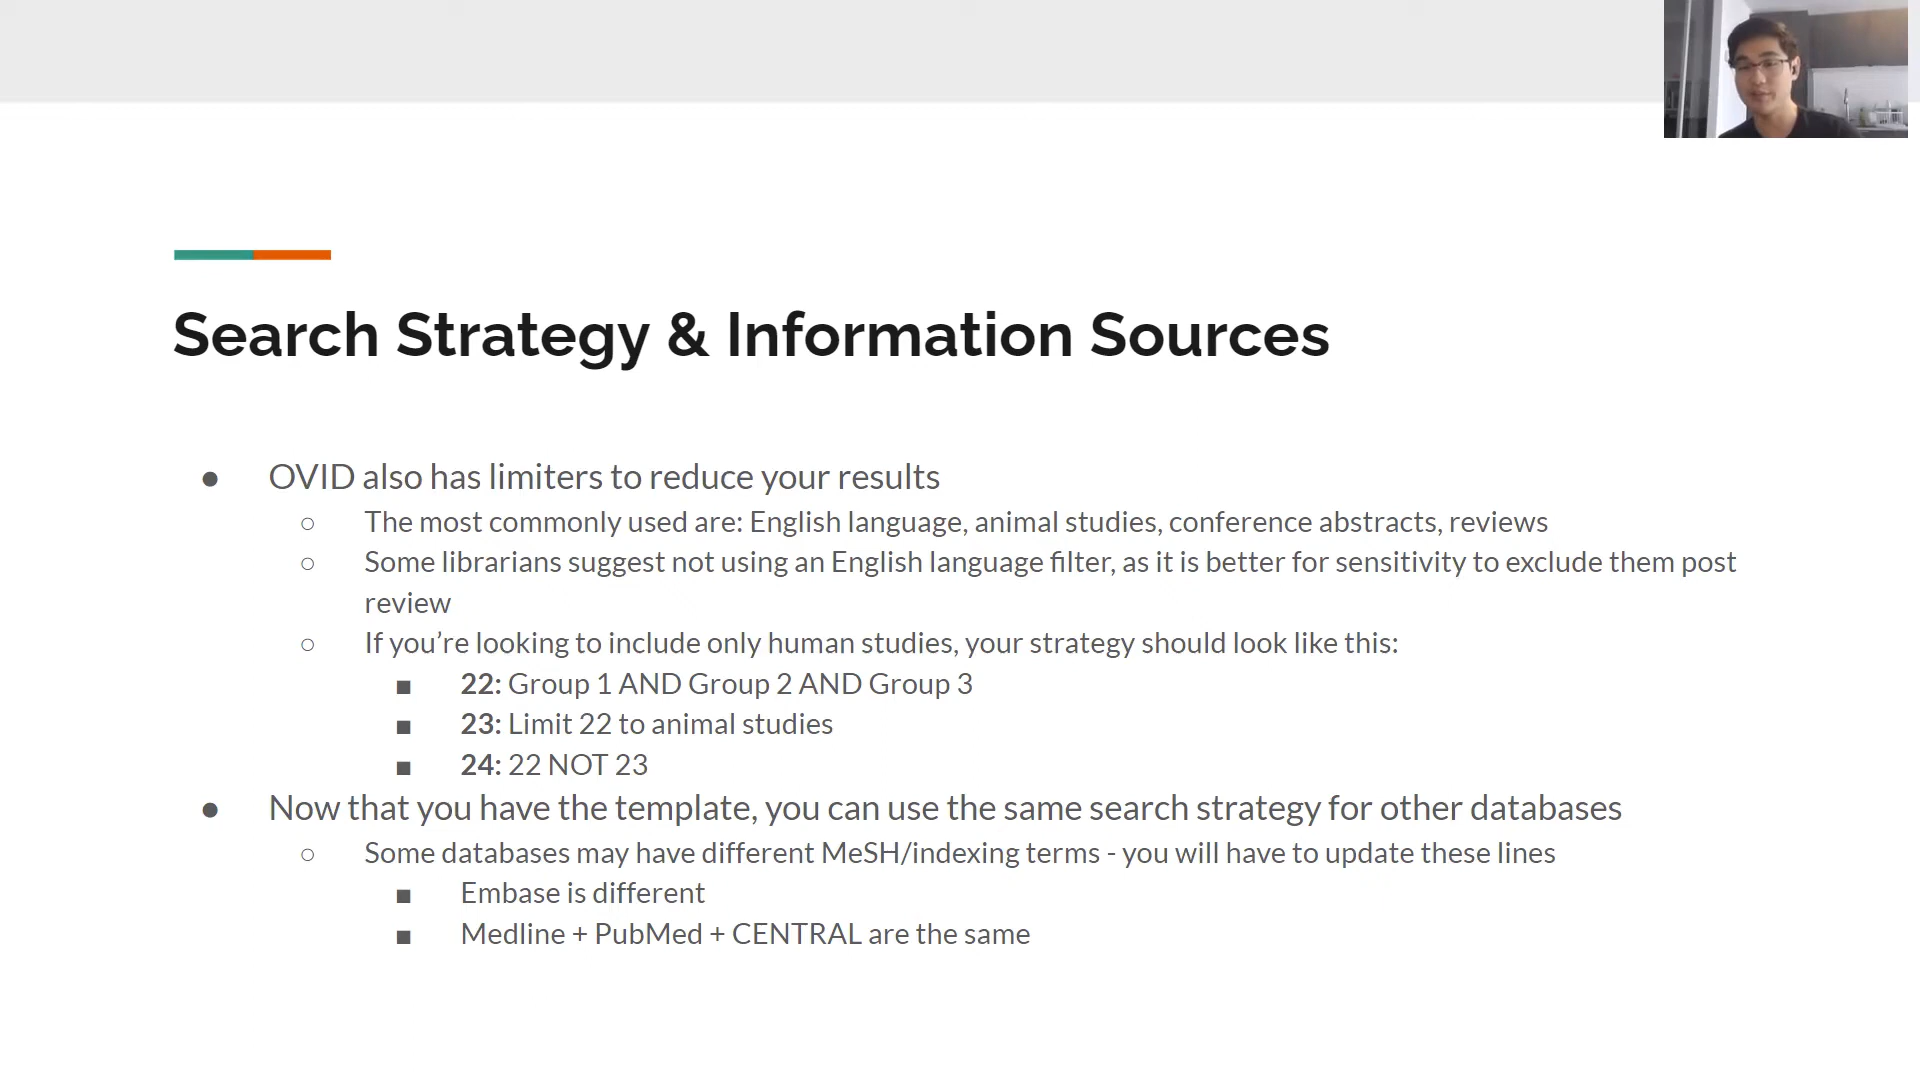 Search Strategy & Information Sources
● OVID also has limiters to reduce your results
○ The most commonly used are: English language, animal studies, conference abstracts, reviews
○ Some librarians suggest not using an English language filter, as it is better for sensitivity to exclude them post
review
○ If you’re looking to include only human studies, your strategy should look like this:
■ 22: Group 1 AND Group 2 AND Group 3
■ 23: Limit 22 to animal studies
■ 24: 22 NOT 23
● Now that you have the template, you can use the same search strategy for other databases
○ Some databases may have different MeSH/indexing terms - you will have to update these lines
■ Embase is different
■ Medline + PubMed + CENTRAL are the same